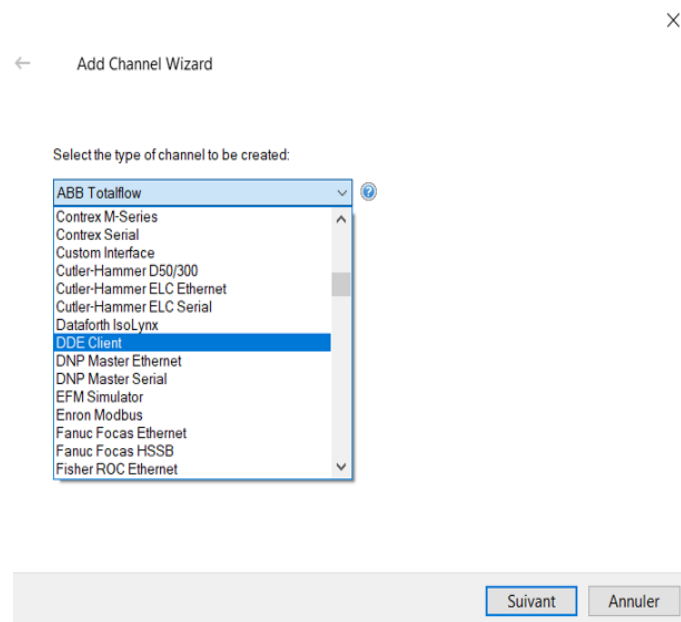 Add Channel Wizard
Select the type of channel to be created:
ABB Totalflow
Contrex M-Series
Contrex Serial
Custom Interface
Cutler-Hammer D50/300
Cutler-Hammer ELC Ethernet
Cutler-Hammer ELC Serial
Dataforth IsoLynx
DDE Client
DNP Master Ethernet
DNP Master Serial
EFM Simulator
Enron Modbus
Fanuc Focas Ethernet
Fanuc Focas HSSB
Fisher ROC Ethernet
Suivant Annuler